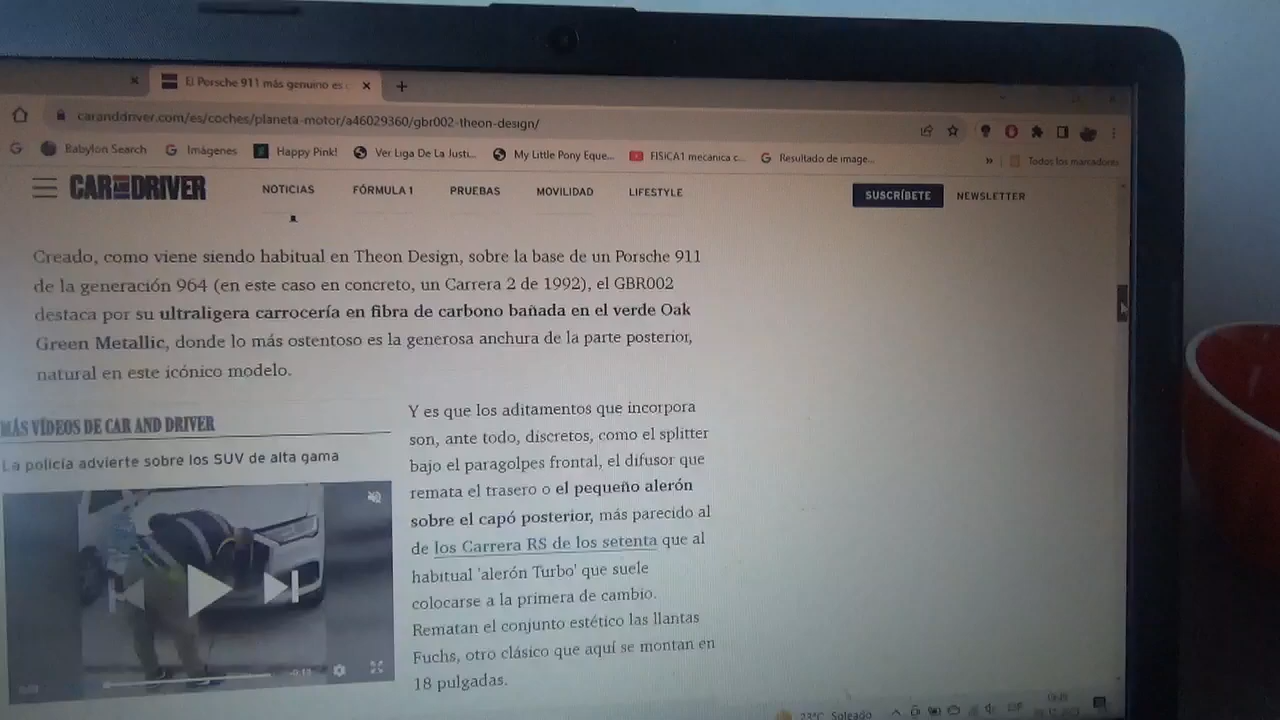 El Porsche 911 más genuino es
caranddriver.com/es/coches/planeta-motor/a46029360/gbr002-theon-design/
Babylon Search
Imágenes
Happy Pink!
Ver Liga De La Justi...
My Little Pony Eque...
FISICA1 mecanica c...
Resultado de image...
»
Todos los marcadores
CAR AND DRIVER
NOTICIAS
FÓRMULA 1
PRUEBAS
MOVILIDAD
LIFESTYLE
SUSCRÍBETE
NEWSLETTER
Creado, como viene siendo habitual en Theon Design, sobre la base de un Porsche 911
de la generación 964 (en este caso en concreto, un Carrera 2 de 1992), el GBR002
destaca por su ultraligera carrocería en fibra de carbono bañada en el verde Oak
Green Metallic, donde lo más ostentoso es la generosa anchura de la parte posterior,
natural en este icónico modelo.
MÁS VÍDEOS DE CAR AND DRIVER
La policía advierte sobre los SUV de alta gama
Y es que los aditamentos que incorpora
son, ante todo, discretos, como el splitter
bajo el paragolpes frontal, el difusor que
remata el trasero o el pequeño alerón
sobre el capó posterior, más parecido al
de los Carrera RS de los setenta que al
habitual 'alerón Turbo' que suele
colocarse a la primera de cambio.
Rematan el conjunto estético las llantas
Fuchs, otro clásico que aquí se montan en
18 pulgadas.
23°C Soleado
ESP